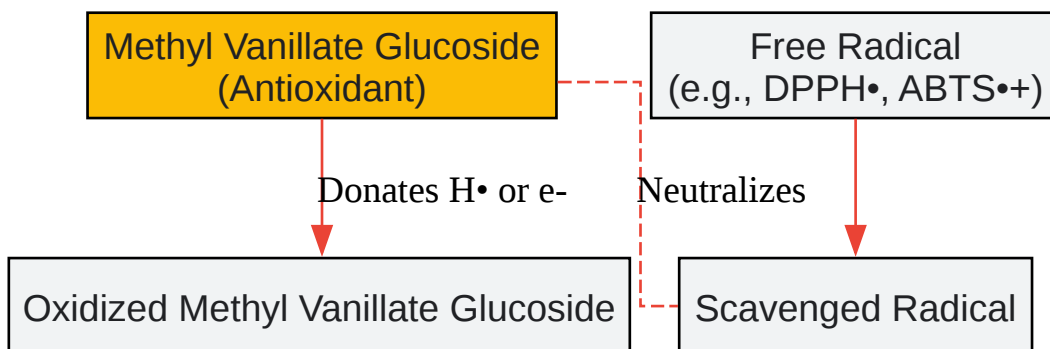 Methyl Vanillate Glucoside
(Antioxidant)
Free Radical
(e.g., DPPH•, ABTS•+)
Donates H• or e-
Neutralizes
Oxidized Methyl Vanillate Glucoside
Scavenged Radical